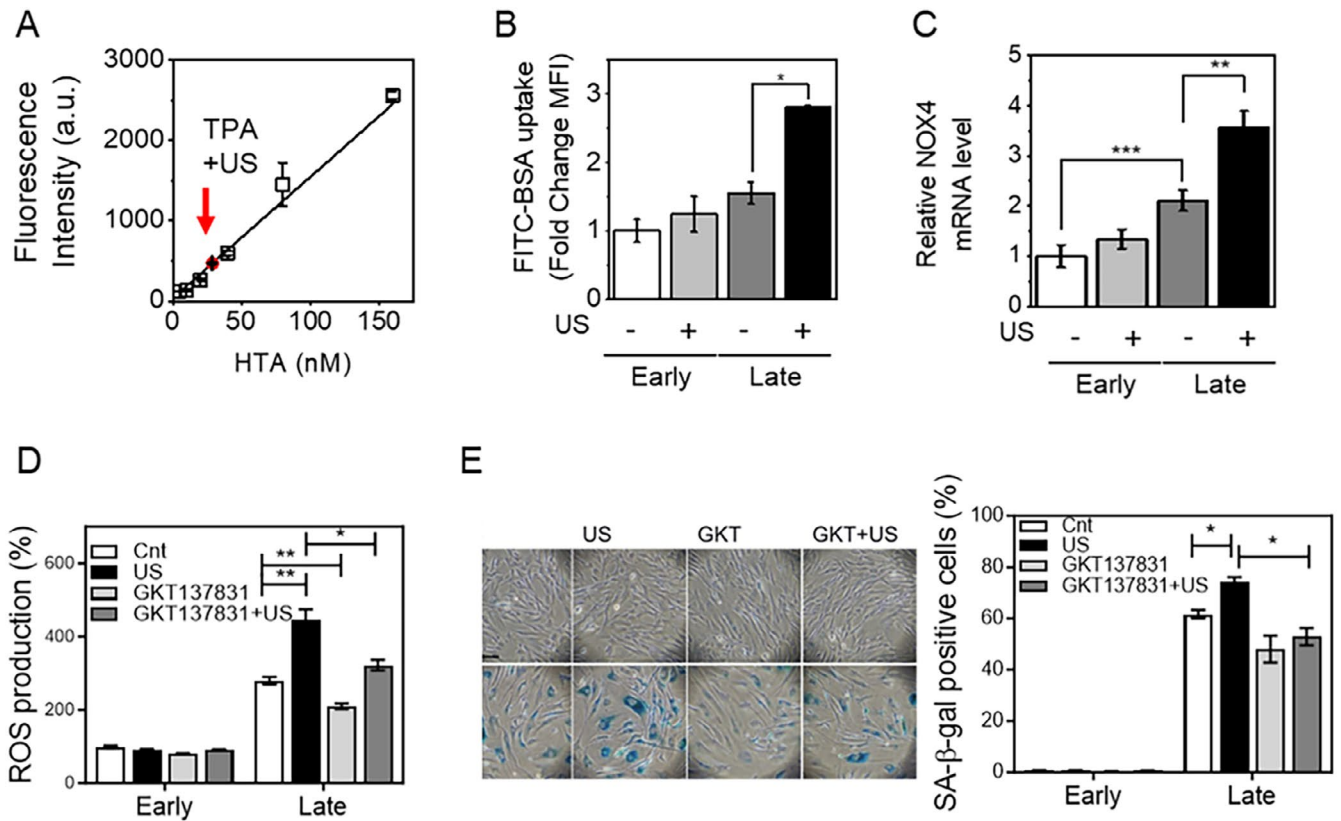 A
Fluorescence
Intensity (a.u.)
3000
2000
1000
0
TPA
+US
0 50 100 150
HTA (nM)
B
FITC-BSA uptake
(Fold Change MFI)
3
2
1
0
*
US - + - +
Early Late
C
Relative NOX4
mRNA level
5
4
3
2
1
0
**
***
US - + - +
Early Late
D
ROS production (%)
600
400
200
0
Cnt
US
GKT137831
GKT137831+US
*
**
**
Early Late
E
US GKT GKT+US
SA-β-gal positive cells (%)
100
80
60
40
20
0
Cnt
US
GKT137831
GKT137831+US
*
*
Early Late